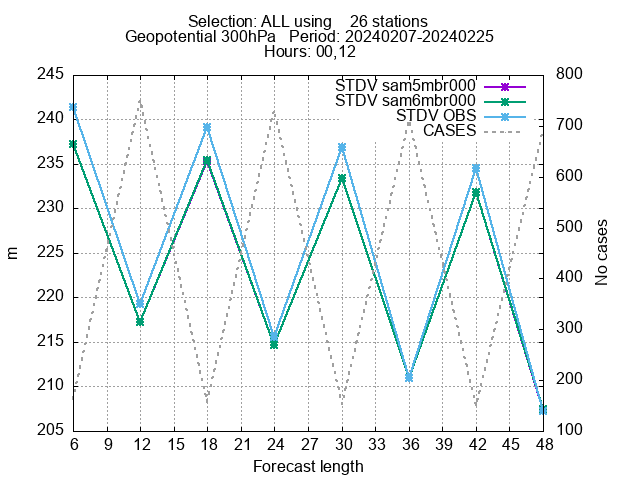 Selection: ALL using    26 stations
Geopotential 300hPa   Period: 20240207-20240225
Hours: 00,12
STDV sam5mbr000
STDV sam6mbr000
STDV OBS
CASES
245
240
235
230
225
220
215
210
205
m
800
700
600
500
400
300
200
100
No cases
6 9 12 15 18 21 24 27 30 33 36 39 42 45 48
Forecast length